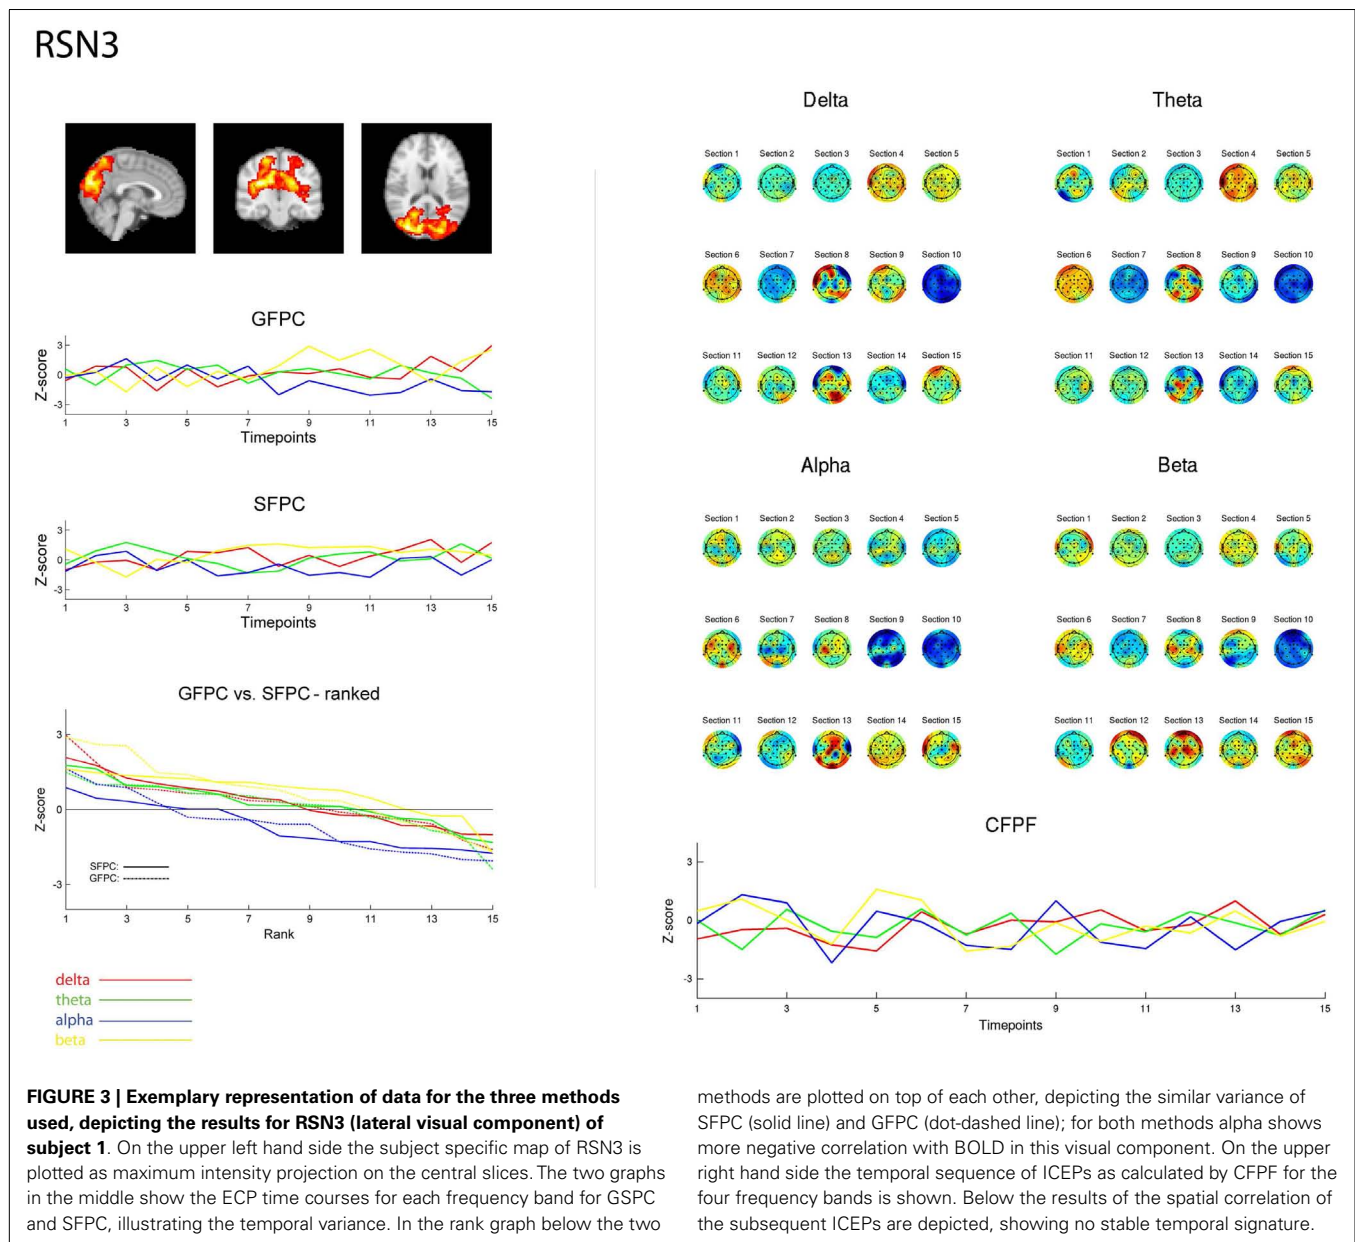 RSN3
GFPC
Z-score
3
0
-3
1 3 5 7 9 11 13 15
Timepoints
SFPC
Z-score
3
0
-3
1 3 5 7 9 11 13 15
Timepoints
GFPC vs. SFPC - ranked
Z-score
3
0
-3
SFPC:
GFPC:
1 3 5 7 9 11 13 15
Rank
delta
theta
alpha
beta
Delta
Section 1 Section 2 Section 3 Section 4 Section 5
Section 6 Section 7 Section 8 Section 9 Section 10
Section 11 Section 12 Section 13 Section 14 Section 15
Theta
Section 1 Section 2 Section 3 Section 4 Section 5
Section 6 Section 7 Section 8 Section 9 Section 10
Section 11 Section 12 Section 13 Section 14 Section 15
Alpha
Section 1 Section 2 Section 3 Section 4 Section 5
Section 6 Section 7 Section 8 Section 9 Section 10
Section 11 Section 12 Section 13 Section 14 Section 15
Beta
Section 1 Section 2 Section 3 Section 4 Section 5
Section 6 Section 7 Section 8 Section 9 Section 10
Section 11 Section 12 Section 13 Section 14 Section 15
CFPF
Z-score
3
0
-3
1 3 5 7 9 11 13 15
Timepoints
FIGURE 3 | Exemplary representation of data for the three methods
used, depicting the results for RSN3 (lateral visual component) of
subject 1. On the upper left hand side the subject specific map of RSN3 is
plotted as maximum intensity projection on the central slices. The two graphs
in the middle show the ECP time courses for each frequency band for GSPC
and SFPC, illustrating the temporal variance. In the rank graph below the two
methods are plotted on top of each other, depicting the similar variance of
SFPC (solid line) and GFPC (dot-dashed line); for both methods alpha shows
more negative correlation with BOLD in this visual component. On the upper
right hand side the temporal sequence of ICEPs as calculated by CFPF for the
four frequency bands is shown. Below the results of the spatial correlation of
the subsequent ICEPs are depicted, showing no stable temporal signature.